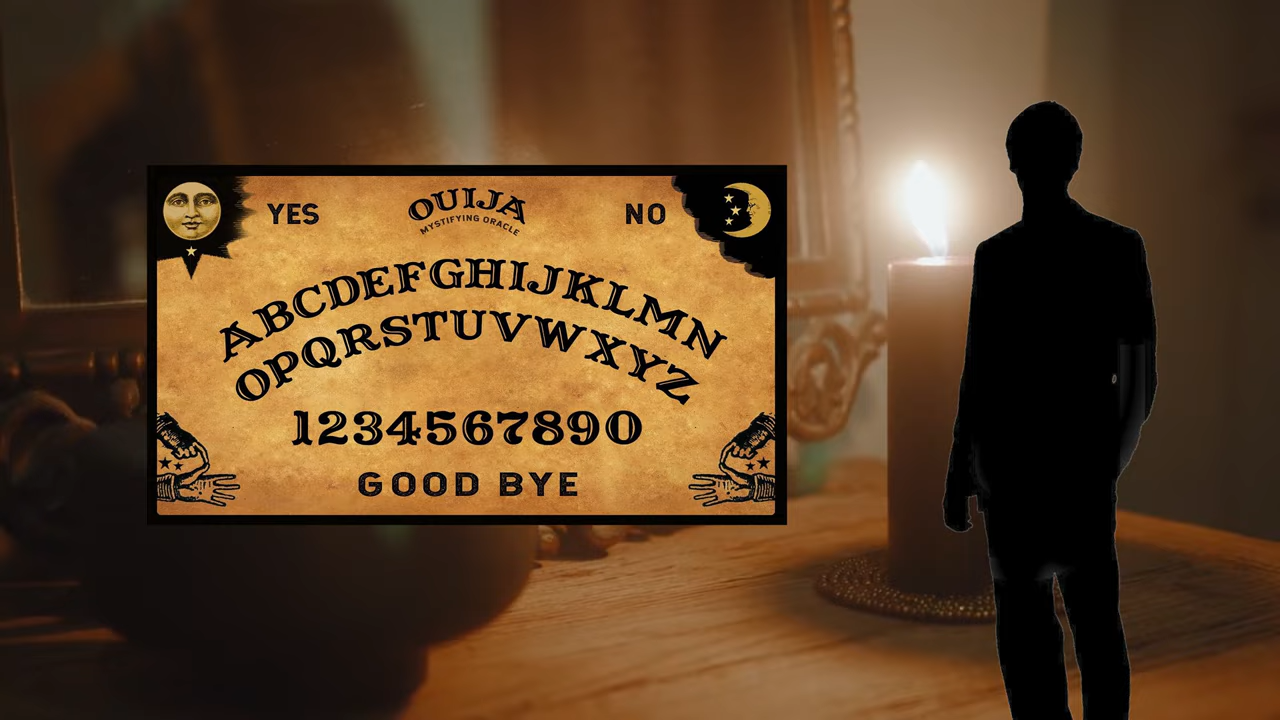 YES
OUIJA
NO
MYSTIFYING ORACLE
ABCDEFGHIJKLMN
OPQRSTUVWXYZ
1234567890
GOOD BYE